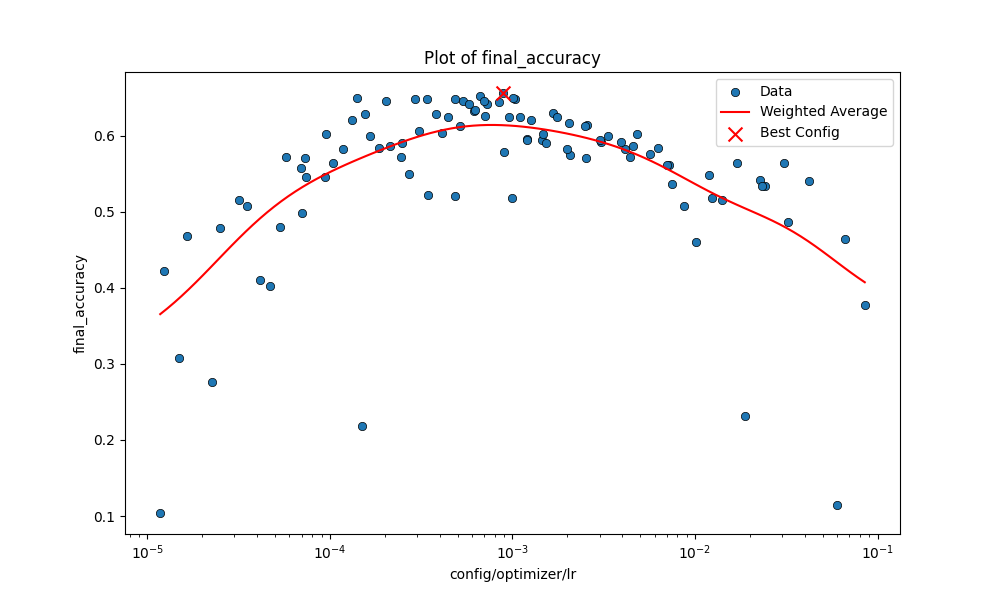 Plot of final_accuracy
Data
Weighted Average
Best Config
final_accuracy
0.6
0.5
0.4
0.3
0.2
0.1
10⁻⁵
10⁻⁴
10⁻³
10⁻²
10⁻¹
config/optimizer/lr